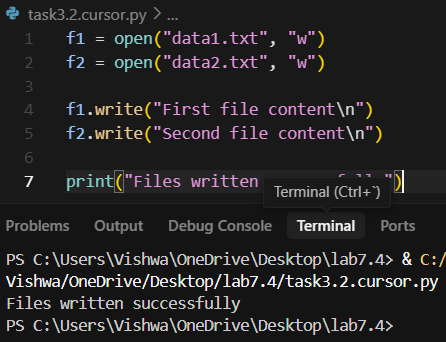 task3.2.cursor.py > ...
1 f1 = open("data1.txt", "w")
2 f2 = open("data2.txt", "w")
3
4 f1.write("First file content\n")
5 f2.write("Second file content\n")
6
7 print("Files written
Terminal (Ctrl+`)
Problems Output Debug Console Terminal Ports
PS C:\Users\Vishwa\OneDrive\Desktop\lab7.4> & C:/
Vishwa/OneDrive/Desktop/lab7.4/task3.2.cursor.py
Files written successfully
PS C:\Users\Vishwa\OneDrive\Desktop\lab7.4>